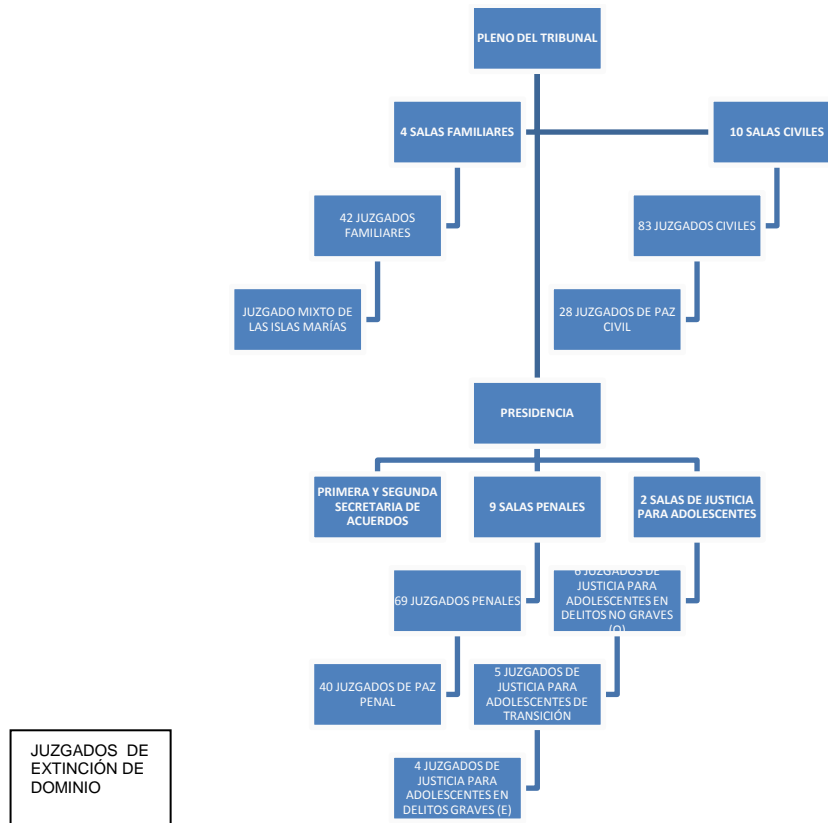 PLENO DEL TRIBUNAL
4 SALAS FAMILIARES
10 SALAS CIVILES
42 JUZGADOS
FAMILIARES
83 JUZGADOS CIVILES
JUZGADO MIXTO DE
LAS ISLAS MARÍAS
28 JUZGADOS DE PAZ
CIVIL
PRESIDENCIA
PRIMERA Y SEGUNDA
SECRETARIA DE
ACUERDOS
9 SALAS PENALES
2 SALAS DE JUSTICIA
PARA ADOLESCENTES
69 JUZGADOS PENALES
6 JUZGADOS DE
JUSTICIA PARA
ADOLESCENTES EN
DELITOS NO GRAVES
(O)
40 JUZGADOS DE PAZ
PENAL
5 JUZGADOS DE
JUSTICIA PARA
ADOLESCENTES DE
TRANSICIÓN
JUZGADOS DE
EXTINCIÓN DE
DOMINIO
4 JUZGADOS DE
JUSTICIA PARA
ADOLESCENTES EN
DELITOS GRAVES (E)